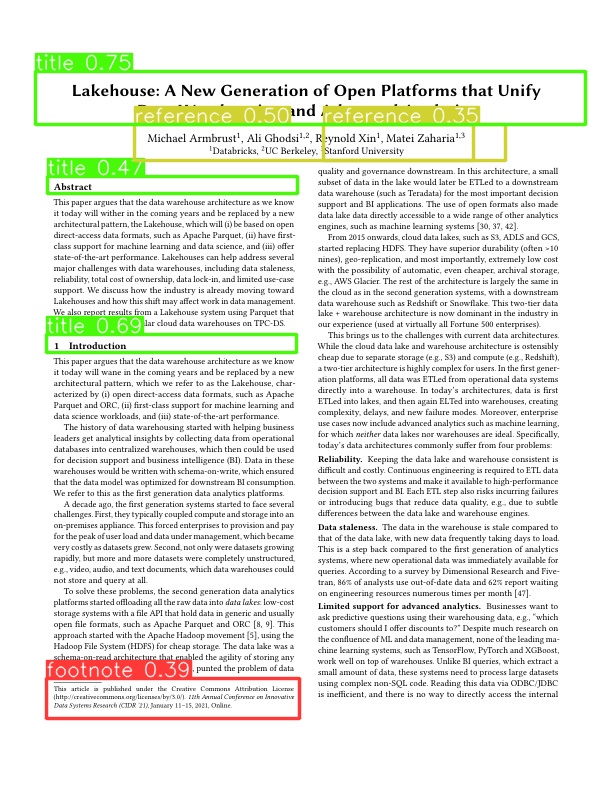 title 0.75
Lakehouse: A New Generation of Open Platforms that Unify
and
reference 0.50 reference 0.35
Michael Armbrust¹, Ali Ghodsi¹,², Reynold Xin¹, Matei Zaharia¹,³
¹Databricks, ²UC Berkeley, ³Stanford University
title 0.47
Abstract
This paper argues that the data warehouse architecture as we know
it today will wither in the coming years and be replaced by a new
architectural pattern, the Lakehouse, which will (i) be based on open
direct-access data formats, such as Apache Parquet, (ii) have first-
class support for machine learning and data science, and (iii) offer
state-of-the-art performance. Lakehouses can help address several
major challenges with data warehouses, including data staleness,
reliability, total cost of ownership, data lock-in, and limited use-case
support. We discuss how the industry is already moving toward
Lakehouses and how this shift may affect work in data management.
We also report results from a Lakehouse system using Parquet that
lar cloud data warehouses on TPC-DS.
title 0.69
1 Introduction
This paper argues that the data warehouse architecture as we know
it today will wane in the coming years and be replaced by a new
architectural pattern, which we refer to as the Lakehouse, char-
acterized by (i) open direct-access data formats, such as Apache
Parquet and ORC, (ii) first-class support for machine learning and
data science workloads, and (iii) state-of-the-art performance.
The history of data warehousing started with helping business
leaders get analytical insights by collecting data from operational
databases into centralized warehouses, which then could be used
for decision support and business intelligence (BI). Data in these
warehouses would be written with schema-on-write, which ensured
that the data model was optimized for downstream BI consumption.
We refer to this as the first generation data analytics platforms.
A decade ago, the first generation systems started to face several
challenges. First, they typically coupled compute and storage into an
on-premises appliance. This forced enterprises to provision and pay
for the peak of user load and data under management, which became
very costly as datasets grew. Second, not only were datasets growing
rapidly, but more and more datasets were completely unstructured,
e.g., video, audio, and text documents, which data warehouses could
not store and query at all.
To solve these problems, the second generation data analytics
platforms started offloading all the raw data into data lakes: low-cost
storage systems with a file API that hold data in generic and usually
open file formats, such as Apache Parquet and ORC [8, 9]. This
approach started with the Apache Hadoop movement [5], using the
Hadoop File System (HDFS) for cheap storage. The data lake was a
schema-on-read architecture that enabled the agility of storing any
punted the problem of data
footnote 0.39
This article is published under the Creative Commons Attribution License
(http://creativecommons.org/licenses/by/3.0/). 11th Annual Conference on Innovative
Data Systems Research (CIDR '21), January 11–15, 2021, Online.
quality and governance downstream. In this architecture, a small
subset of data in the lake would later be ETLed to a downstream
data warehouse (such as Teradata) for the most important decision
support and BI applications. The use of open formats also made
data lake data directly accessible to a wide range of other analytics
engines, such as machine learning systems [30, 37, 42].
From 2015 onwards, cloud data lakes, such as S3, ADLS and GCS,
started replacing HDFS. They have superior durability (often >10
nines), geo-replication, and most importantly, extremely low cost
with the possibility of automatic, even cheaper, archival storage,
e.g., AWS Glacier. The rest of the architecture is largely the same in
the cloud as in the second generation systems, with a downstream
data warehouse such as Redshift or Snowflake. This two-tier data
lake + warehouse architecture is now dominant in the industry in
our experience (used at virtually all Fortune 500 enterprises).
This brings us to the challenges with current data architectures.
While the cloud data lake and warehouse architecture is ostensibly
cheap due to separate storage (e.g., S3) and compute (e.g., Redshift),
a two-tier architecture is highly complex for users. In the first gener-
ation platforms, all data was ETLed from operational data systems
directly into a warehouse. In today's architectures, data is first
ETLed into lakes, and then again ELTed into warehouses, creating
complexity, delays, and new failure modes. Moreover, enterprise
use cases now include advanced analytics such as machine learning,
for which neither data lakes nor warehouses are ideal. Specifically,
today's data architectures commonly suffer from four problems:
Reliability. Keeping the data lake and warehouse consistent is
difficult and costly. Continuous engineering is required to ETL data
between the two systems and make it available to high-performance
decision support and BI. Each ETL step also risks incurring failures
or introducing bugs that reduce data quality, e.g., due to subtle
differences between the data lake and warehouse engines.
Data staleness. The data in the warehouse is stale compared to
that of the data lake, with new data frequently taking days to load.
This is a step back compared to the first generation of analytics
systems, where new operational data was immediately available for
queries. According to a survey by Dimensional Research and Five-
tran, 86% of analysts use out-of-date data and 62% report waiting
on engineering resources numerous times per month [47].
Limited support for advanced analytics. Businesses want to
ask predictive questions using their warehousing data, e.g., "which
customers should I offer discounts to?" Despite much research on
the confluence of ML and data management, none of the leading ma-
chine learning systems, such as TensorFlow, PyTorch and XGBoost,
work well on top of warehouses. Unlike BI queries, which extract a
small amount of data, these systems need to process large datasets
using complex non-SQL code. Reading this data via ODBC/JDBC
is inefficient, and there is no way to directly access the internal